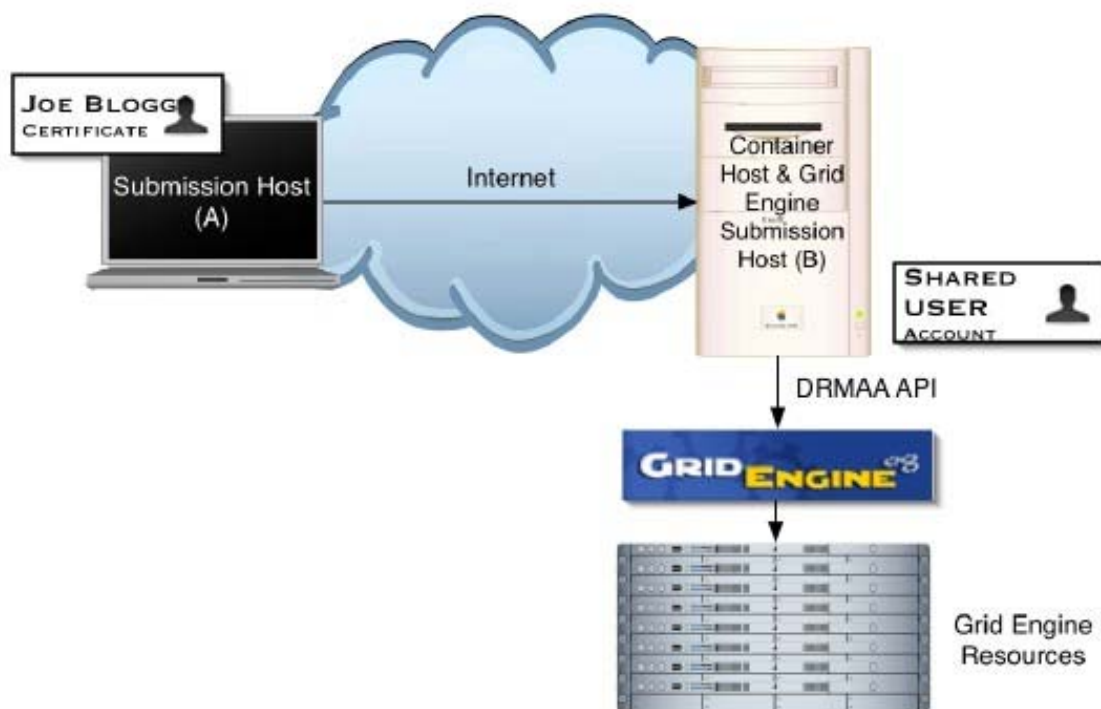 JOE BLOGG
CERTIFICATE
Submission Host
(A)
Internet
Container
Host & Grid
Engine
Submission
Host (B)
SHARED
USER
ACCOUNT
DRMAA API
GRID ENGINE
Grid Engine
Resources